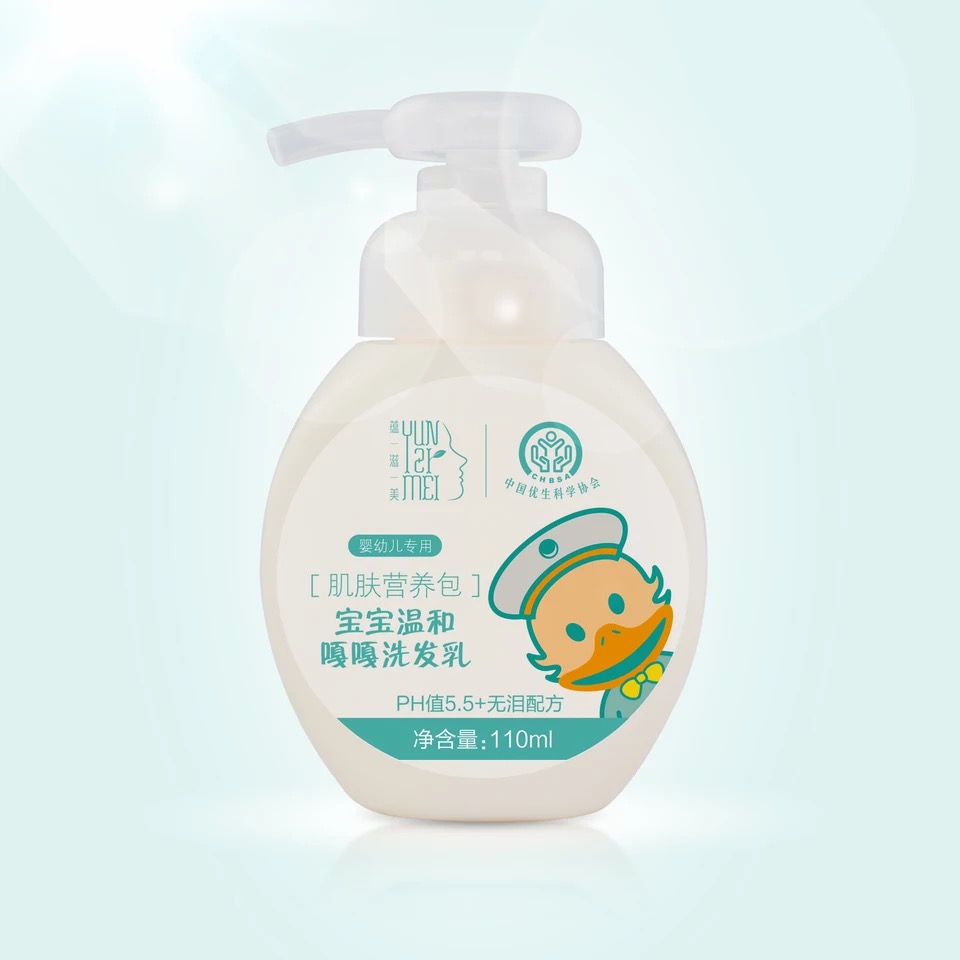 蕴一滋一美
YUN
ZI
MEI
CHBSA
中国优生科学协会
婴幼儿专用
[ 肌肤营养包 ]
宝宝温和
嘎嘎洗发乳
PH值5.5+无泪配方
净含量:110ml